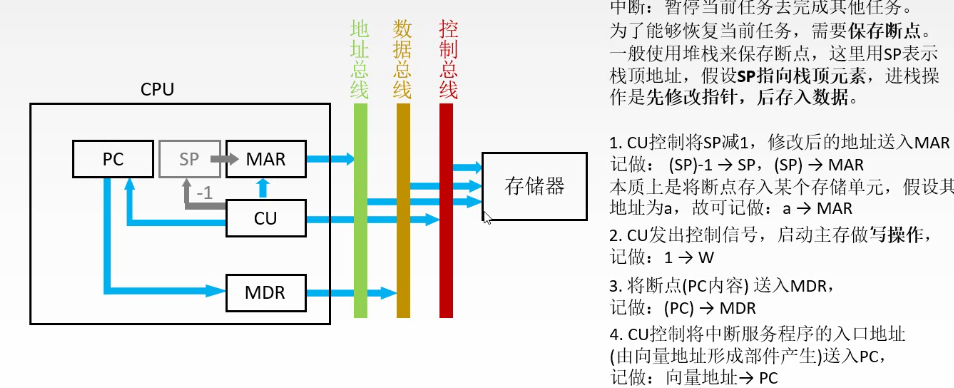 中断：暂停当前任务去完成其他任务。
为了能够恢复当前任务，需要保存断点。
一般使用堆栈来保存断点，这里用SP表示
栈顶地址，假设SP指向栈顶元素，进栈操
作是先修改指针，后存入数据。
1. CU控制将SP减1，修改后的地址送入MAR
记做： (SP)-1 → SP，(SP) → MAR
本质上是将断点存入某个存储单元，假设其
地址为a，故可记做：a → MAR
2. CU发出控制信号，启动主存做写操作，
记做：1 → W
3. 将断点(PC内容) 送入MDR，
记做：(PC) → MDR
4. CU控制将中断服务程序的入口地址
(由向量地址形成部件产生)送入PC，
记做：向量地址→ PC
地址总线
数据总线
控制总线
CPU
PC
SP
MAR
-1
CU
MDR
存储器